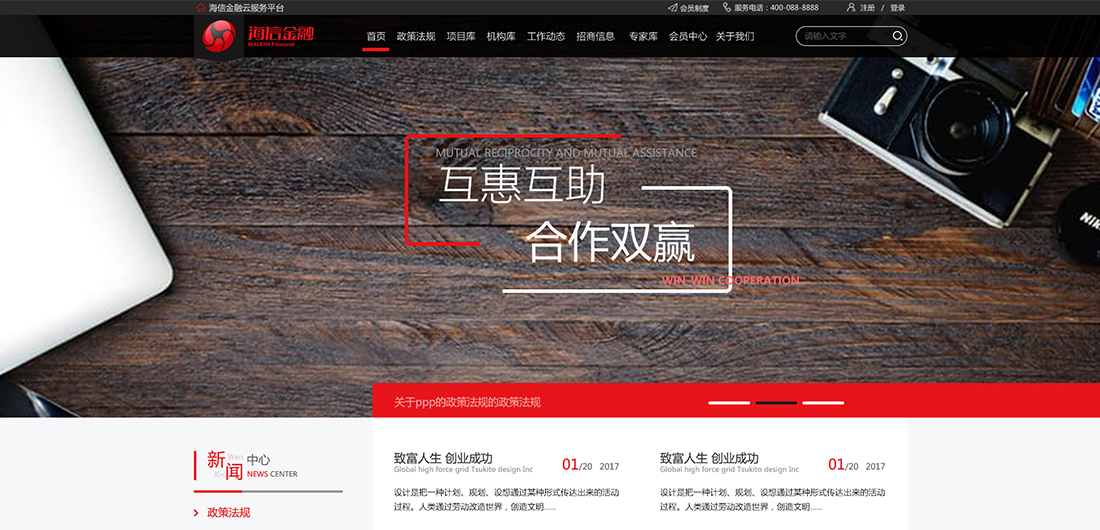 海信金融云服务平台
会员制度 服务电话：400-088-8888 注册 / 登录
海信金融
HAIXIN Financial
首页 政策法规 项目库 机构库 工作动态 招商信息 专家库 会员中心 关于我们
请输入文字
MUTUAL RECIPROCITY AND MUTUAL ASSISTANCE
互惠互助
合作双赢
WIN-WIN COOPERATION
Nik
关于ppp的政策法规的政策法规
新闻 中心
Wen
Xin
NEWS CENTER
政策法规
致富人生 创业成功
Global high force grid Tsukito design Inc
01/20 2017
设计是把一种计划、规划、设想通过某种形式传达出来的活动
过程。人类通过劳动改造世界，创造文明......
致富人生 创业成功
Global high force grid Tsukito design Inc
01/20 2017
设计是把一种计划、规划、设想通过某种形式传达出来的活动
过程。人类通过劳动改造世界，创造文明......